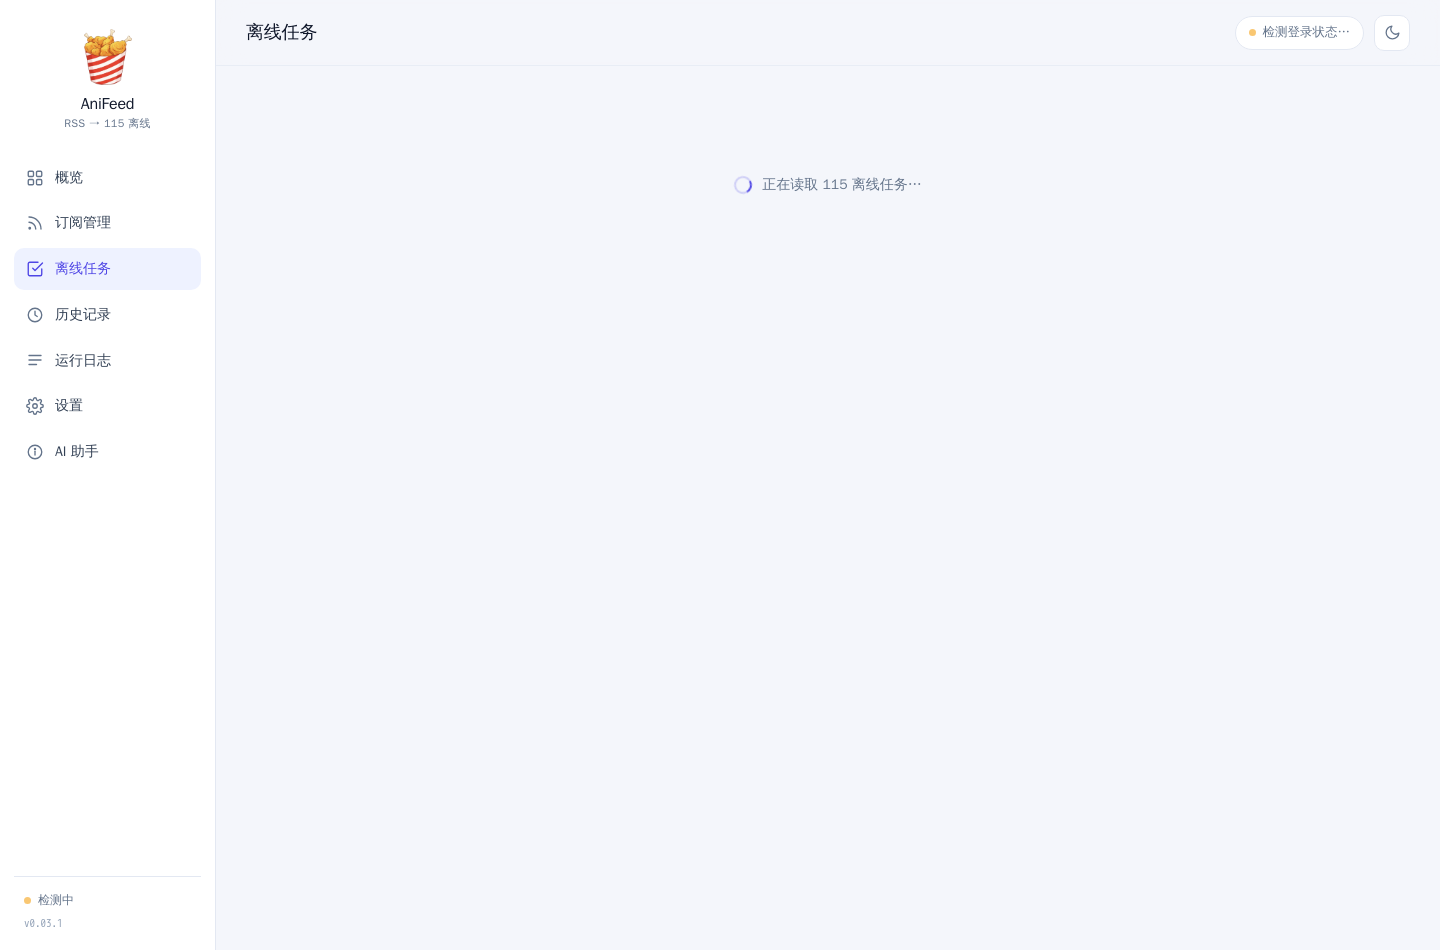 AniFeed
RSS → 115 离线
概览
订阅管理
离线任务
历史记录
运行日志
设置
AI 助手
检测中
v0.03.1
离线任务
检测登录状态…
正在读取 115 离线任务…